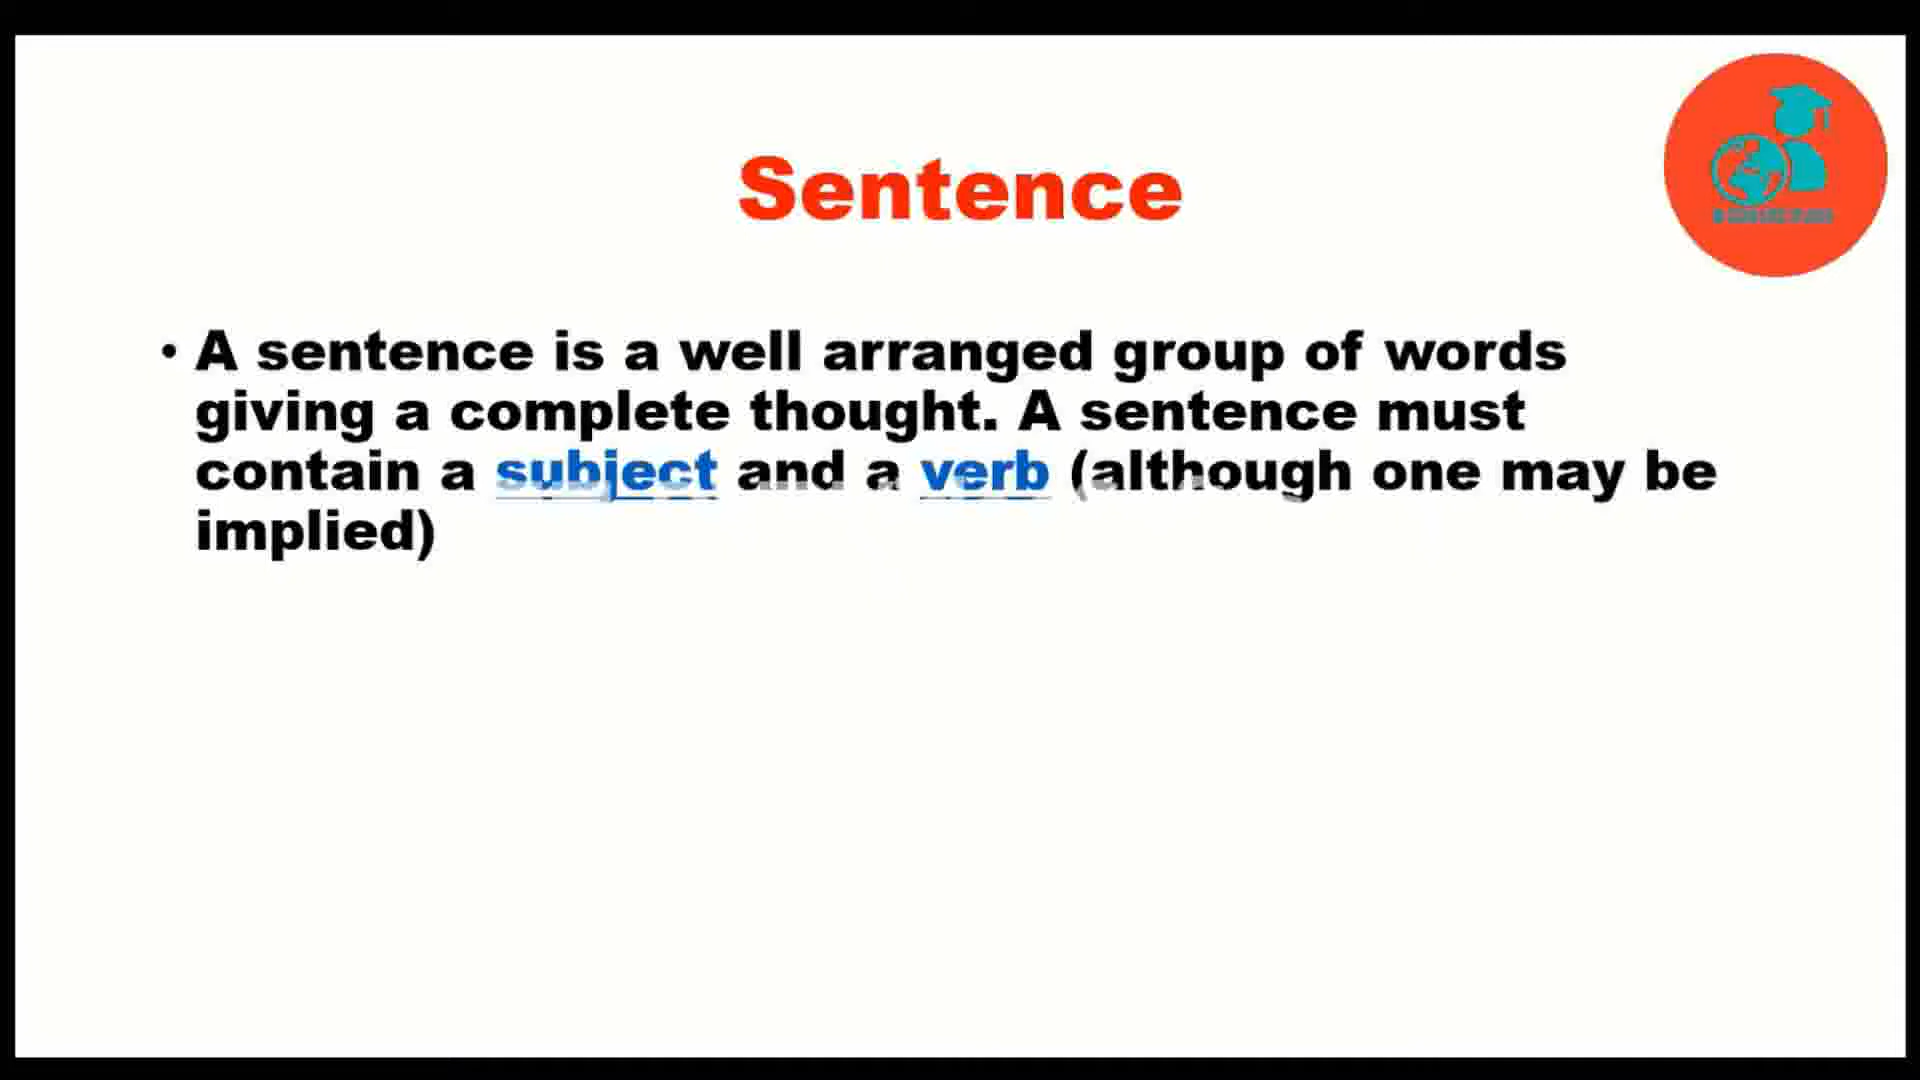 Sentence
• A sentence is a well arranged group of words
giving a complete thought. A sentence must
contain a subject and a verb (although one may be
implied)